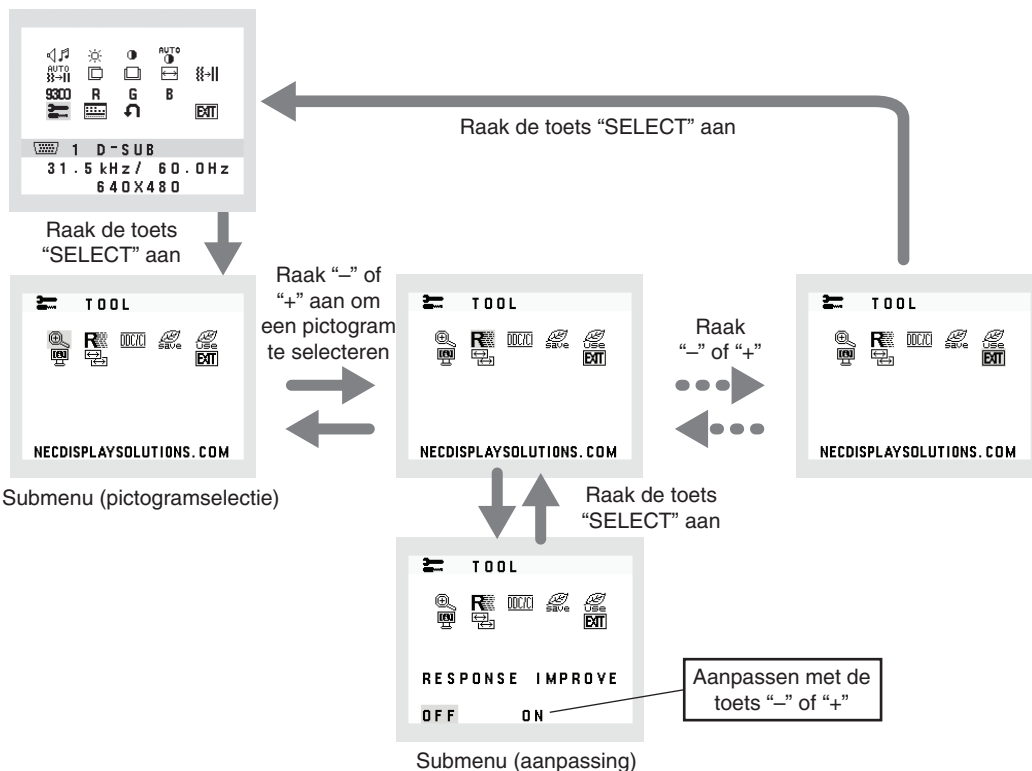 AUTO
AUTO
9300 R G B
EXIT
1 D-SUB
31.5 kHz/ 60.0Hz
640X480
Raak de toets “SELECT” aan
Raak de toets
“SELECT” aan
TOOL
R DDC/CI save USE
EXIT
NECDISPLAYSOLUTIONS.COM
Submenu (pictogramselectie)
Raak “–” of
“+” aan om
een pictogram
te selecteren
TOOL
R DDC/CI save USE
EXIT
NECDISPLAYSOLUTIONS.COM
Raak
“–” of “+”
TOOL
R DDC/CI save USE
EXIT
NECDISPLAYSOLUTIONS.COM
Raak de toets
“SELECT” aan
TOOL
R DDC/CI save USE
EXIT
RESPONSE IMPROVE
OFF ON
Aanpassen met de
toets “–” of “+”
Submenu (aanpassing)